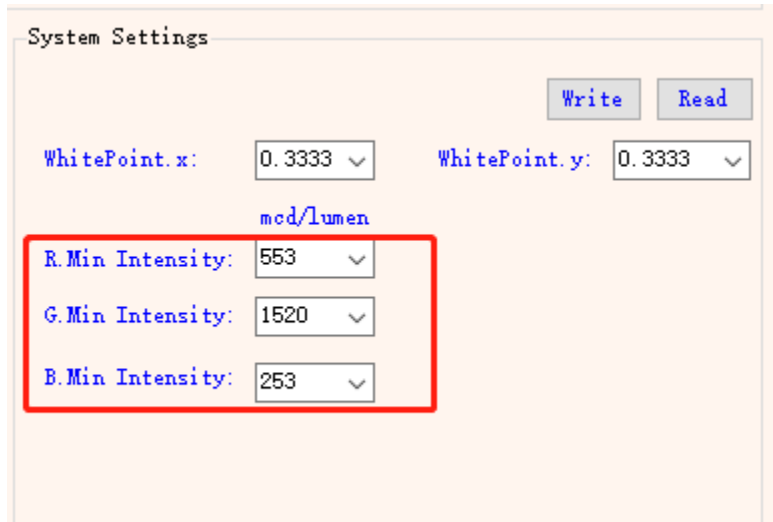 System Settings
Write Read
WhitePoint.x: 0.3333 WhitePoint.y: 0.3333
mcd/lumen
R.Min Intensity: 553
G.Min Intensity: 1520
B.Min Intensity: 253